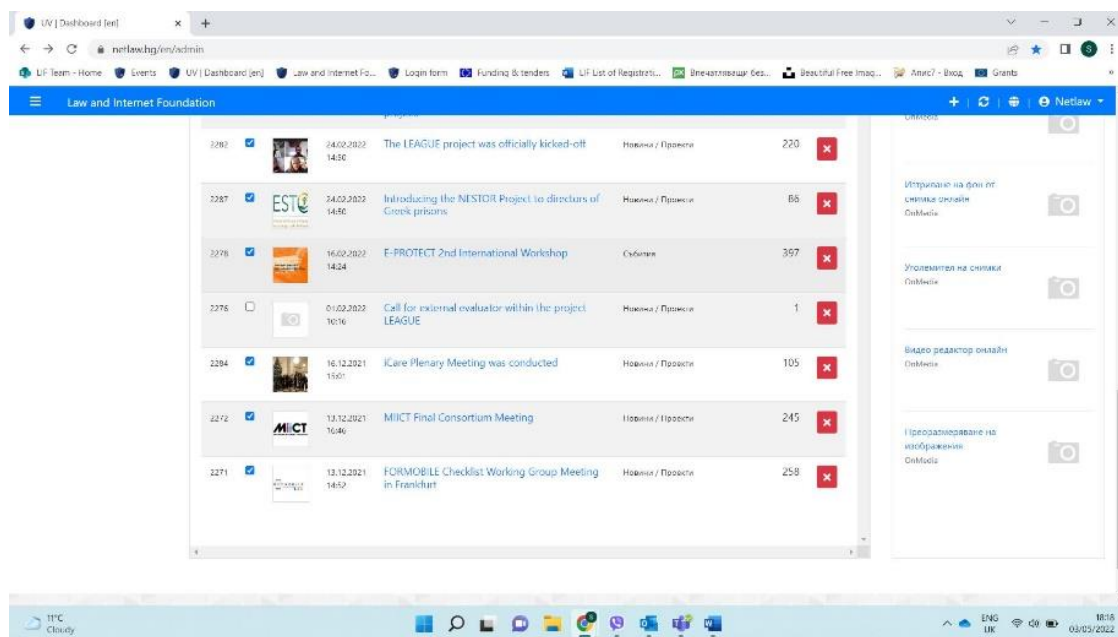 UV | Dashboard [en]
netlaw.bg/en/admin
LIF Team - Home Events UV | Dashboard [en] Law and Internet Fo... Login form Funding & tenders LIF List of Registrati... Впечатляващи без... Beautiful Free Imag... Апис7 - Вход Grants
Law and Internet Foundation
Netlaw
OnMedia
2282 24.02.2022 The LEAGUE project was officially kicked-off Новини / Проекти 220
14:50
Изтриване на фон от
снимка онлайн
OnMedia
2287 ESTC 24.02.2022 Introducing the NESTOR Project to directors of Новини / Проекти 86
14:50 Greek prisons
2278 16.02.2022 E-PROTECT 2nd International Workshop Събития 397
14:24
Уголемител на снимки
OnMedia
2276 01.02.2022 Call for external evaluator within the project Новини / Проекти 1
10:16 LEAGUE
Видео редактор онлайн
OnMedia
2284 16.12.2021 iCare Plenary Meeting was conducted Новини / Проекти 105
15:01
2272 MIiCT 13.12.2021 MIICT Final Consortium Meeting Новини / Проекти 245
16:46
Преоразмеряване на
изображения
OnMedia
2271 13.12.2021 FORMOBILE Checklist Working Group Meeting Новини / Проекти 258
14:52 in Frankfurt
11°C
Cloudy
ENG
UK
18:18
03/05/2022